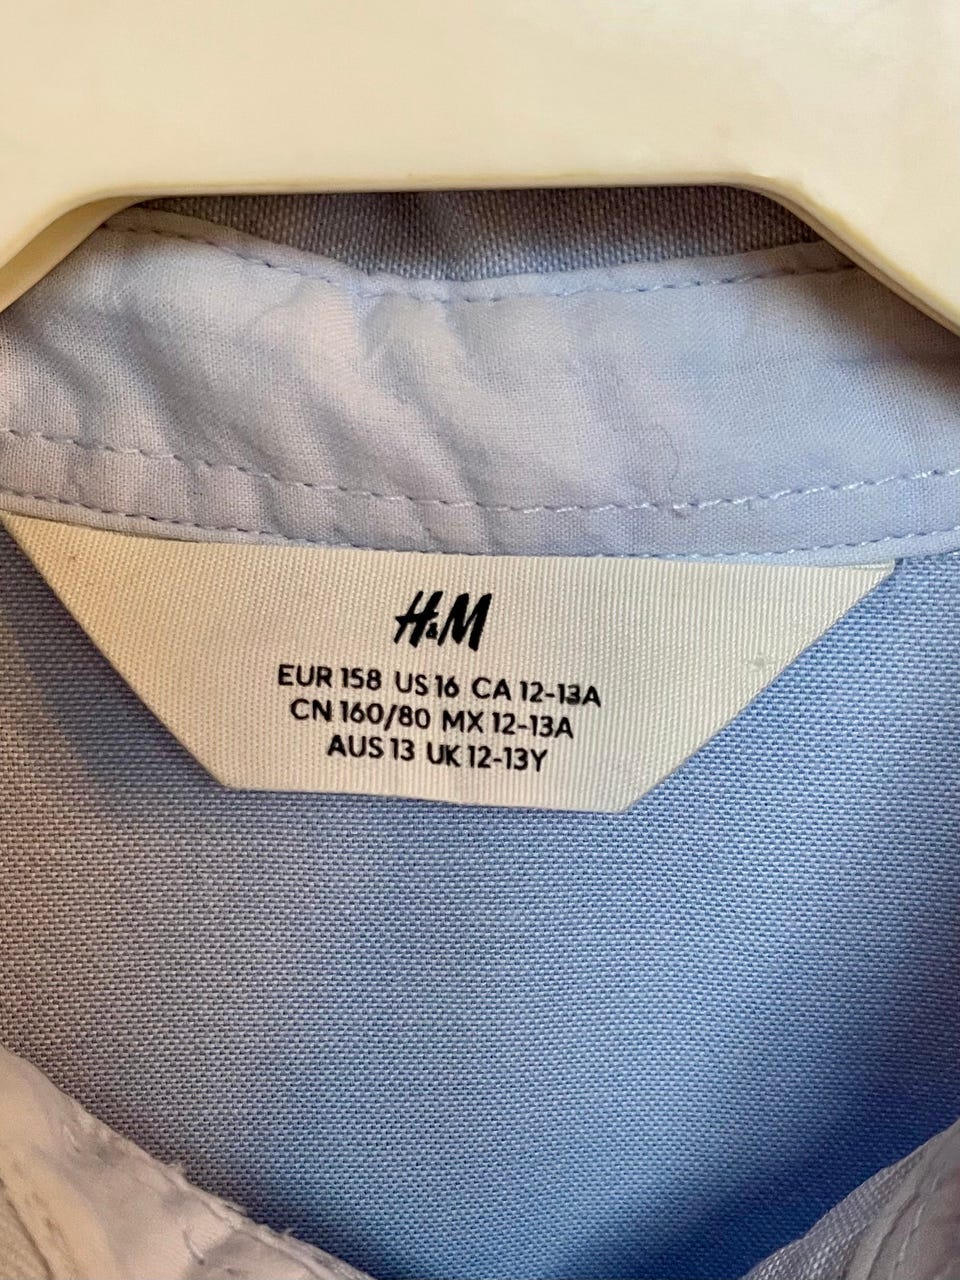 H&M
EUR 158 US 16 CA 12-13A
CN 160/80 MX 12-13A
AUS 13 UK 12-13Y